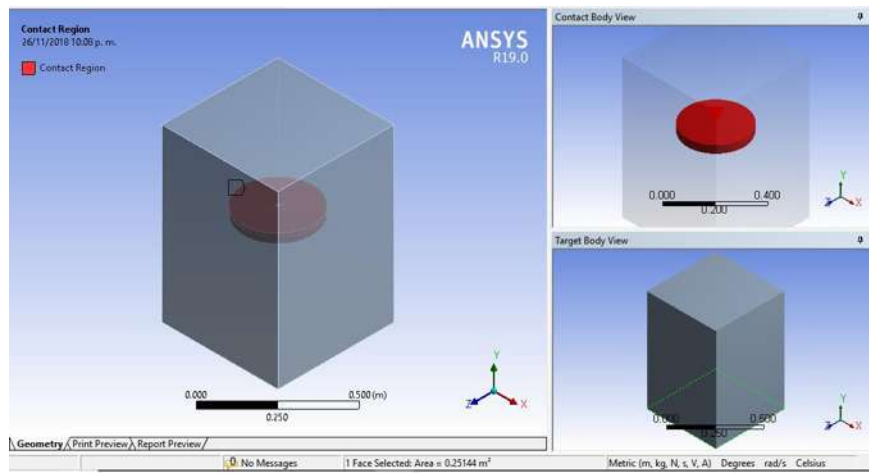 Contact Region
26/11/2018 10:08 p. m.
Contact Region
ANSYS
R19.0
0.000
0.500 (m)
0.250
Z
Y
X
Contact Body View
0.000
0.400
0.200
Y
Z
X
Target Body View
0.000
0.500
0.250
Y
Z
X
Geometry / Print Preview / Report Preview /
No Messages
1 Face Selected: Area = 0.25144 m²
Metric (m, kg, N, s, V, A) Degrees rad/s Celsius